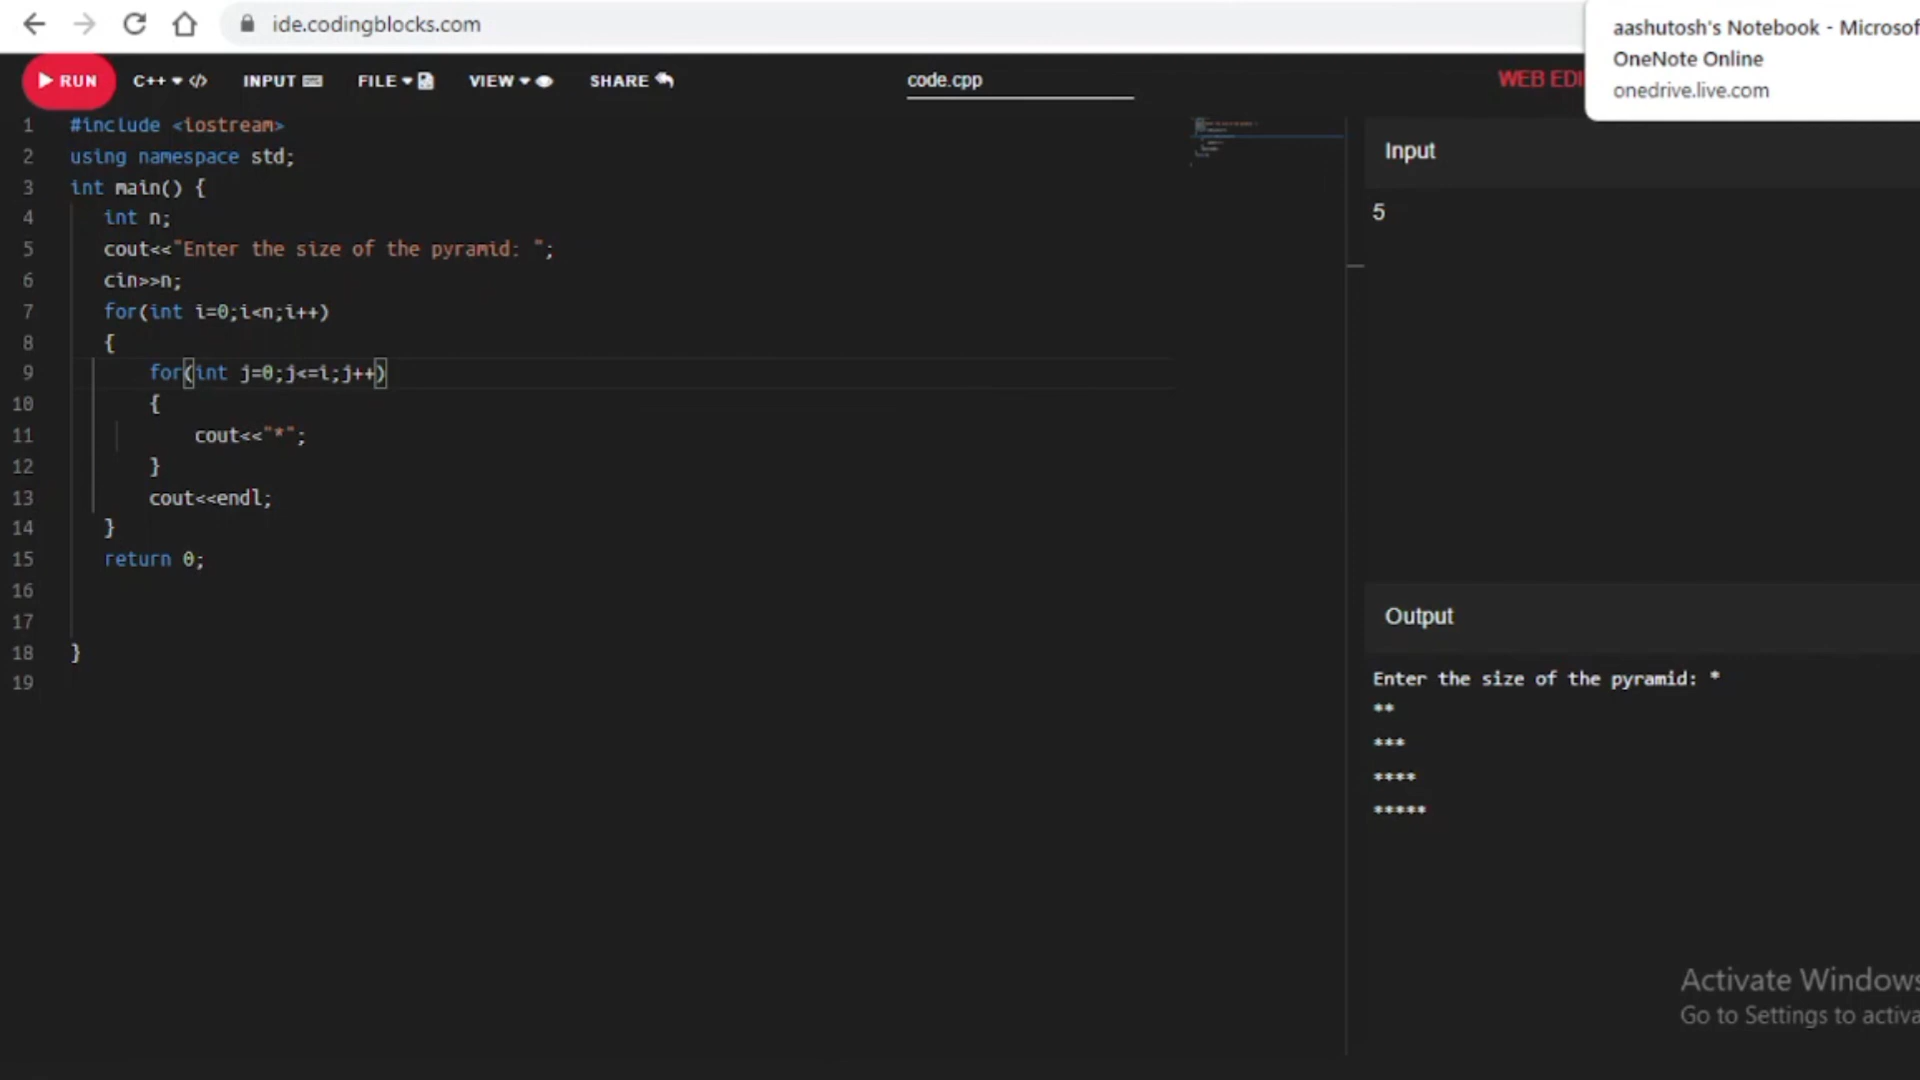 ide.codingblocks.com
aashutosh's Notebook - Microsof
OneNote Online
onedrive.live.com
RUN C++ </> INPUT FILE VIEW SHARE code.cpp WEB EDI
1 #include <iostream>
2 using namespace std;
3 int main() {
4 int n;
5 cout<<"Enter the size of the pyramid: ";
6 cin>>n;
7 for(int i=0;i<n;i++)
8 {
9 for(int j=0;j<=i;j++)
10 {
11 cout<<"*";
12 }
13 cout<<endl;
14 }
15 return 0;
16
17
18 }
19
Input
5
Output
Enter the size of the pyramid: *
**
***
****
*****
Activate Windows
Go to Settings to activa